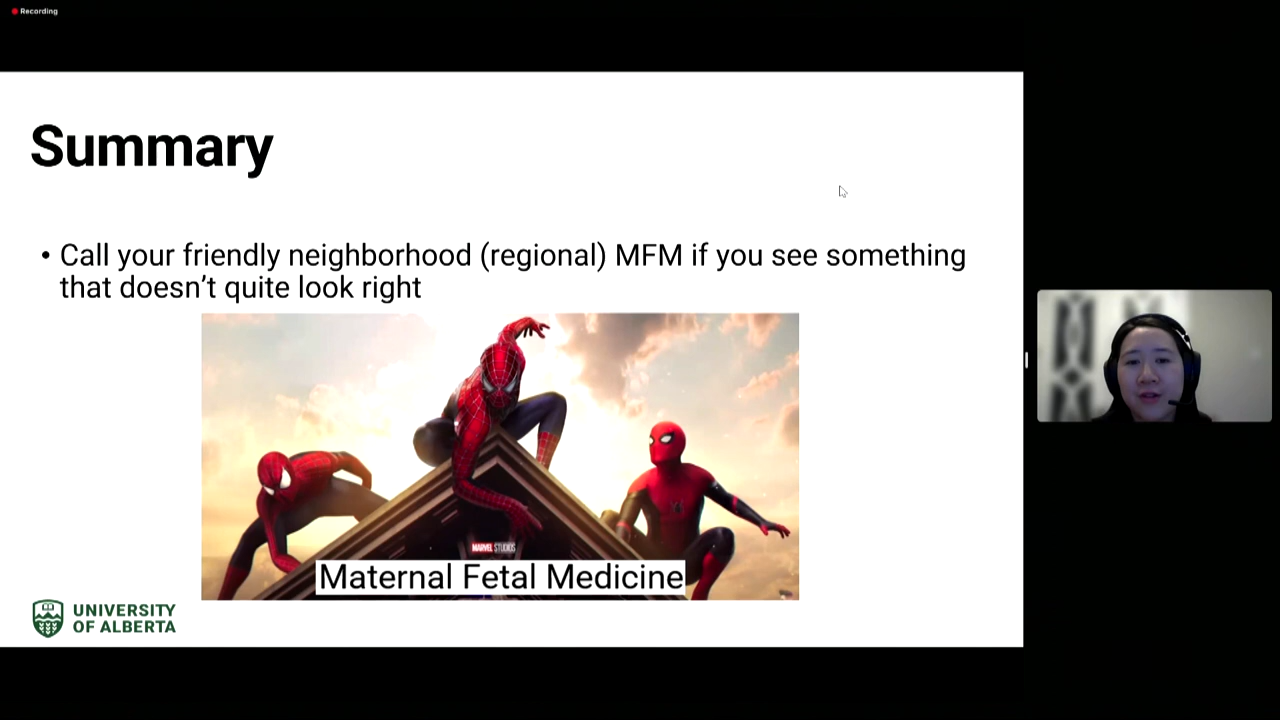 Recording
Summary
• Call your friendly neighborhood (regional) MFM if you see something
that doesn’t quite look right
MARVEL STUDIOS
Maternal Fetal Medicine
UNIVERSITY
OF ALBERTA